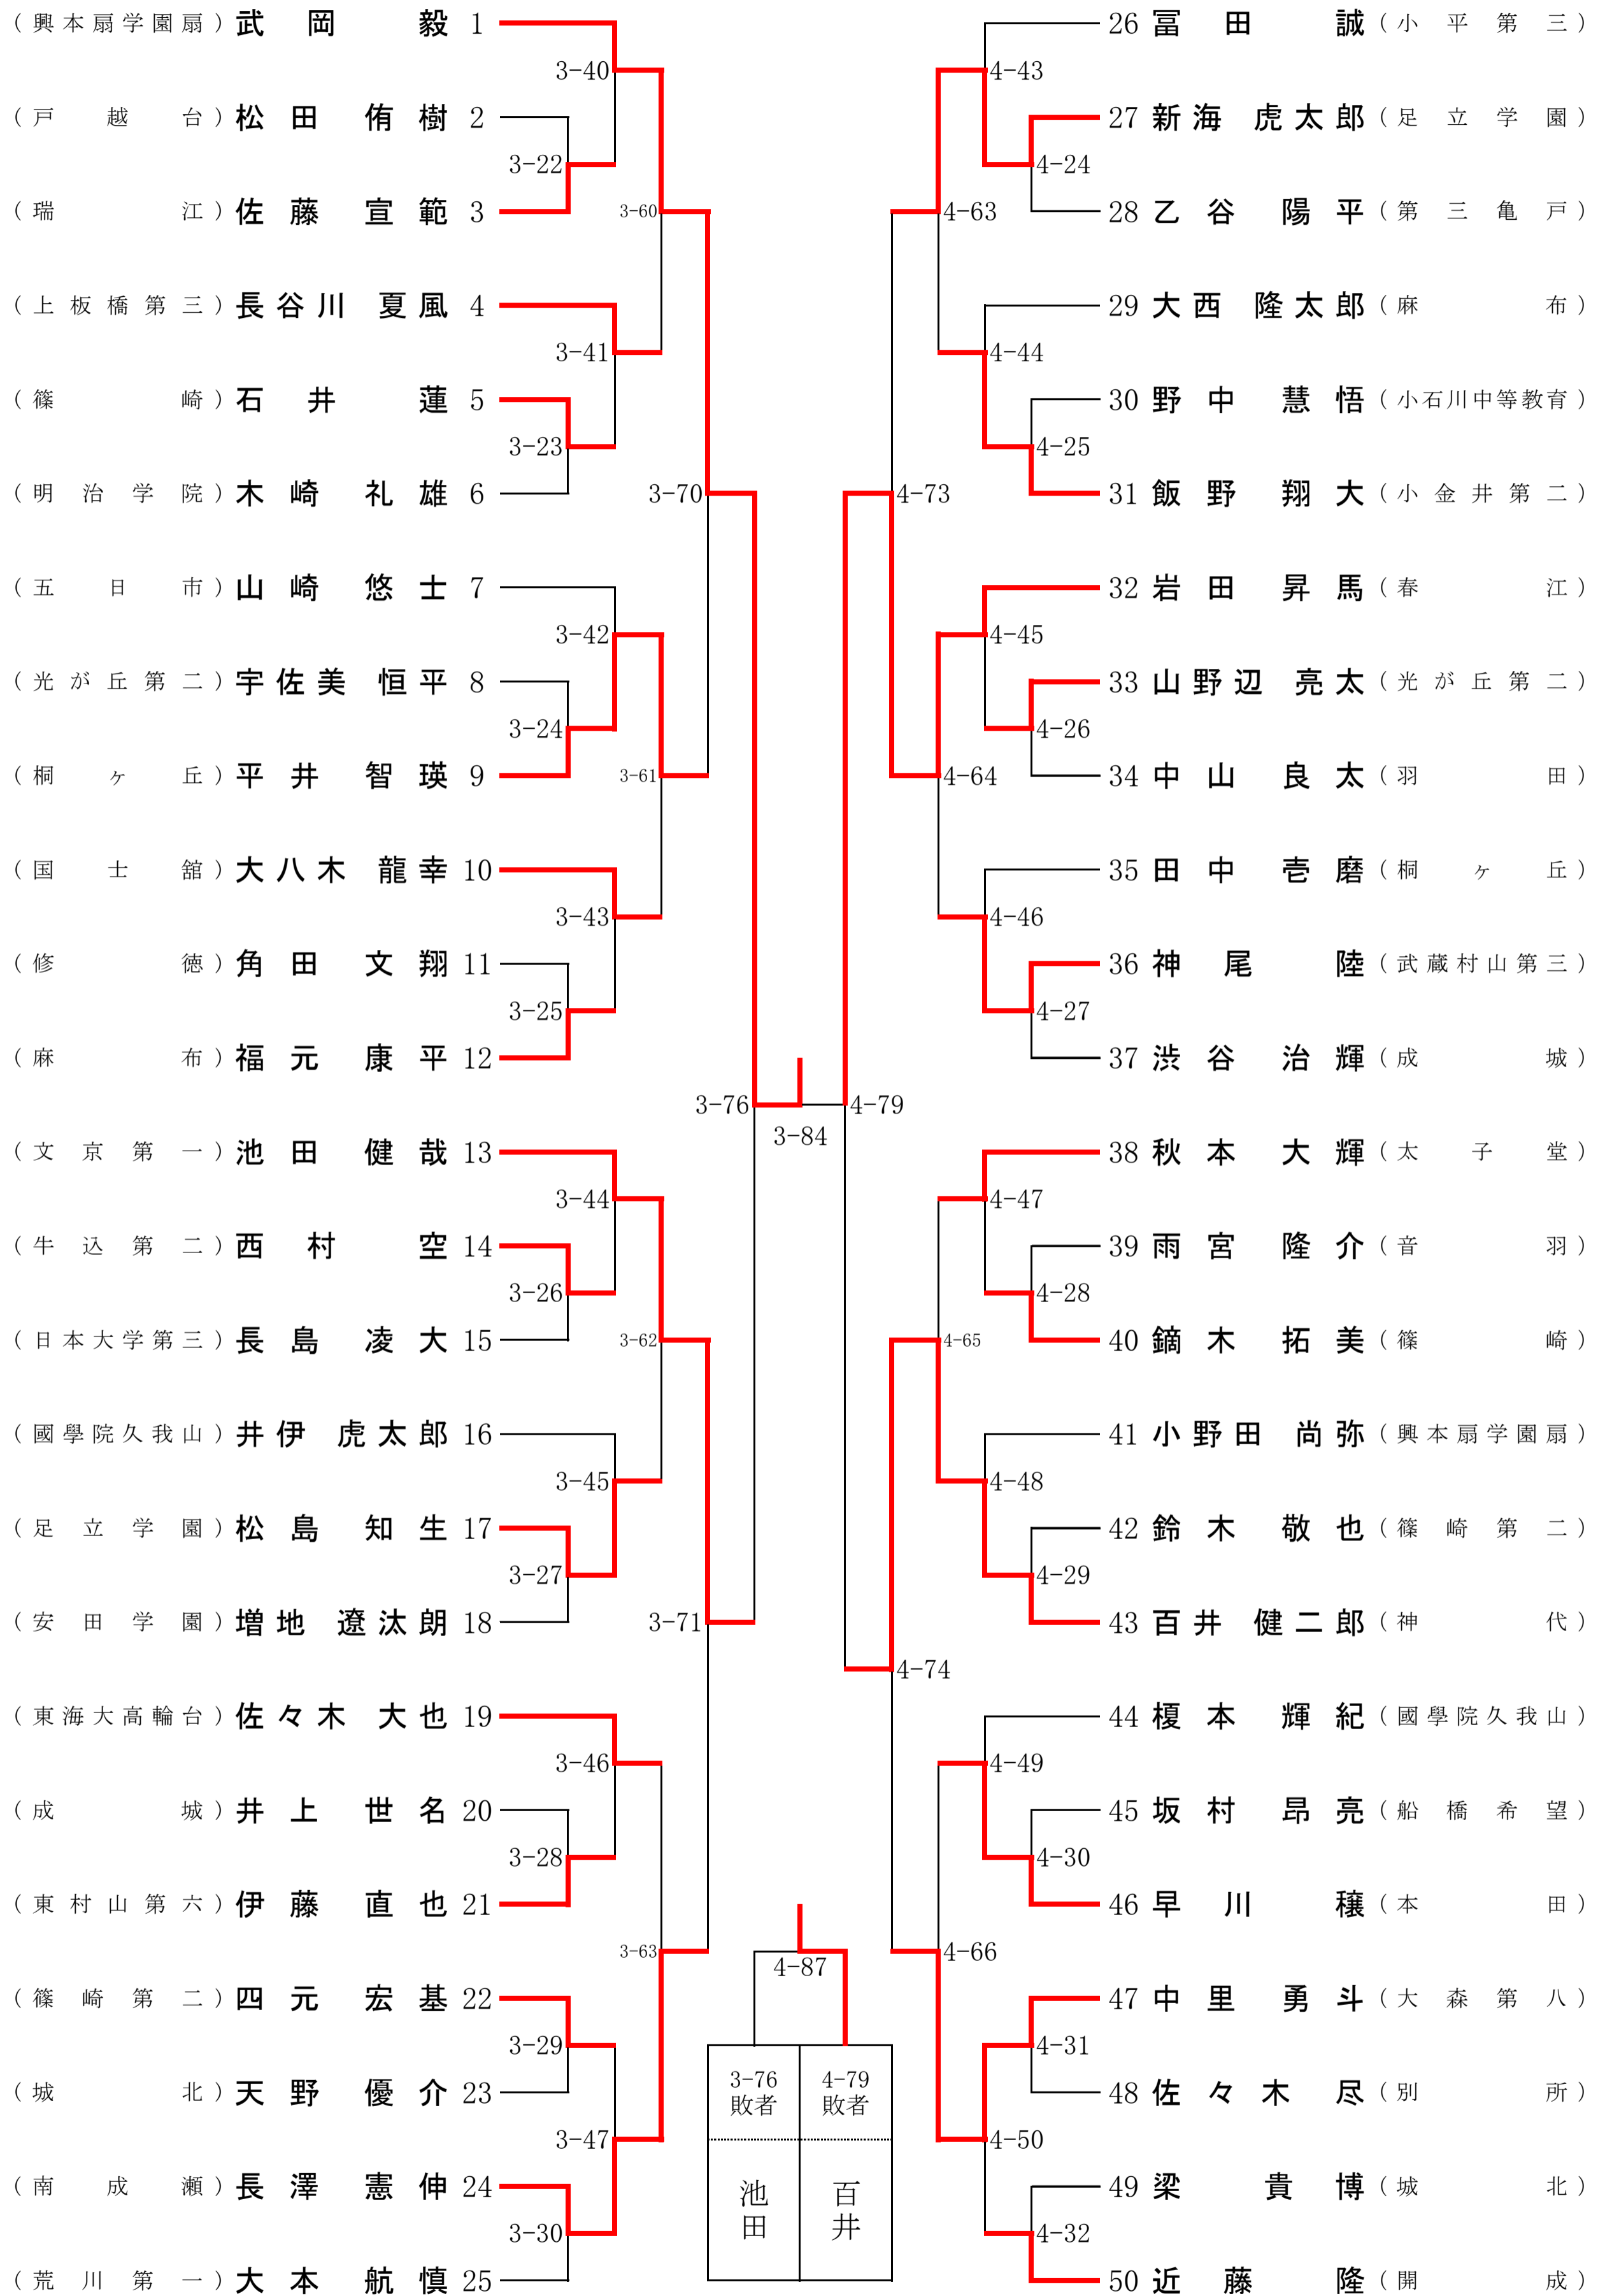 (興本扇学園扇) 武岡 毅 1
(戸越台) 松田 侑樹 2
(瑞江) 佐藤 宣範 3
(上板橋第三) 長谷川 夏風 4
(篠崎) 石井 蓮 5
(明治学院) 木崎 礼雄 6
(五日市) 山崎 悠士 7
(光が丘第二) 宇佐美 恒平 8
(桐ヶ丘) 平井 智瑛 9
(国士舘) 大八木 龍幸 10
(修徳) 角田 文翔 11
(麻布) 福元 康平 12
(文京第一) 池田 健哉 13
(牛込第二) 西村 空 14
(日本大学第三) 長島 凌大 15
(國學院久我山) 井伊 虎太郎 16
(足立学園) 松島 知生 17
(安田学園) 増地 遼汰朗 18
(東海大高輪台) 佐々木 大也 19
(成城) 井上 世名 20
(東村山第六) 伊藤 直也 21
(篠崎第二) 四元 宏基 22
(城北) 天野 優介 23
(南成瀬) 長澤 憲伸 24
(荒川第一) 大本 航慎 25
3-40
3-22
3-60
3-41
3-23
3-70
3-42
3-24
3-61
3-43
3-25
3-76
3-44
3-26
3-62
3-45
3-27
3-71
3-46
3-28
3-63
3-29
3-47
3-30
3-84
4-87
3-76 敗者
池田
4-79 敗者
百井
4-43
4-24
4-63
4-44
4-25
4-73
4-45
4-26
4-64
4-46
4-27
4-79
4-47
4-28
4-65
4-48
4-29
4-74
4-49
4-30
4-66
4-31
4-50
4-32
26 冨田 誠 (小平第三)
27 新海 虎太郎 (足立学園)
28 乙谷 陽平 (第三亀戸)
29 大西 隆太郎 (麻布)
30 野中 慧悟 (小石川中等教育)
31 飯野 翔大 (小金井第二)
32 岩田 昇馬 (春江)
33 山野辺 亮太 (光が丘第二)
34 中山 良太 (羽田)
35 田中 壱磨 (桐ヶ丘)
36 神尾 陸 (武蔵村山第三)
37 渋谷 治輝 (成城)
38 秋本 大輝 (太子堂)
39 雨宮 隆介 (音羽)
40 鏑木 拓美 (篠崎)
41 小野田 尚弥 (興本扇学園扇)
42 鈴木 敬也 (篠崎第二)
43 百井 健二郎 (神代)
44 榎本 輝紀 (國學院久我山)
45 坂村 昂亮 (船橋希望)
46 早川 穣 (本田)
47 中里 勇斗 (大森第八)
48 佐々木 尽 (別所)
49 梁 貴博 (城北)
50 近藤 隆 (開成)